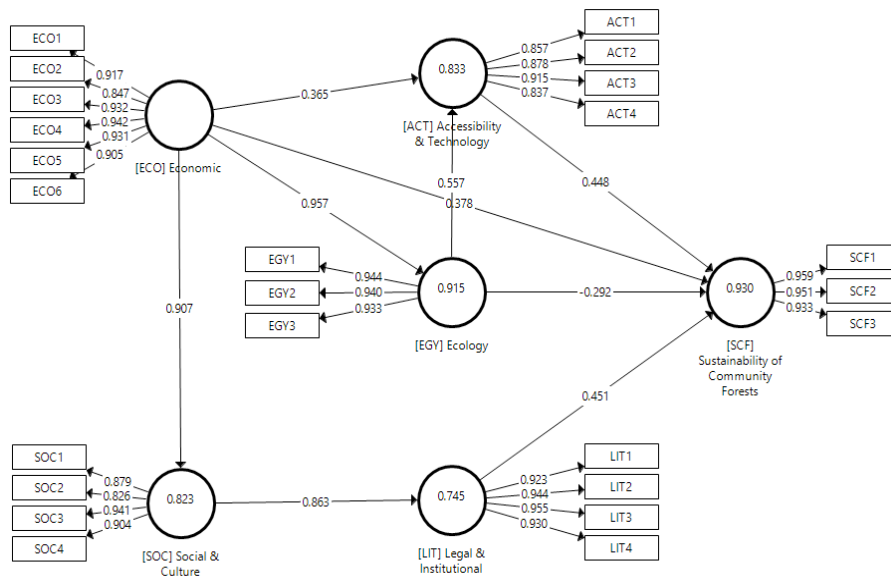 ECO1
ECO2
ECO3
ECO4
ECO5
ECO6
0.917
0.847
0.932
0.942
0.931
0.905
[ECO] Economic
0.365
0.833
[ACT] Accessibility
& Technology
0.857
0.878
0.915
0.837
ACT1
ACT2
ACT3
ACT4
0.957
0.557
0.378
0.448
0.907
EGY1
EGY2
EGY3
0.944
0.940
0.933
0.915
[EGY] Ecology
-0.292
0.930
[SCF]
Sustainability of
Community
Forests
0.959
0.951
0.933
SCF1
SCF2
SCF3
0.451
SOC1
SOC2
SOC3
SOC4
0.879
0.826
0.941
0.904
0.823
[SOC] Social &
Culture
0.863
0.745
[LIT] Legal &
Institutional
0.923
0.944
0.955
0.930
LIT1
LIT2
LIT3
LIT4